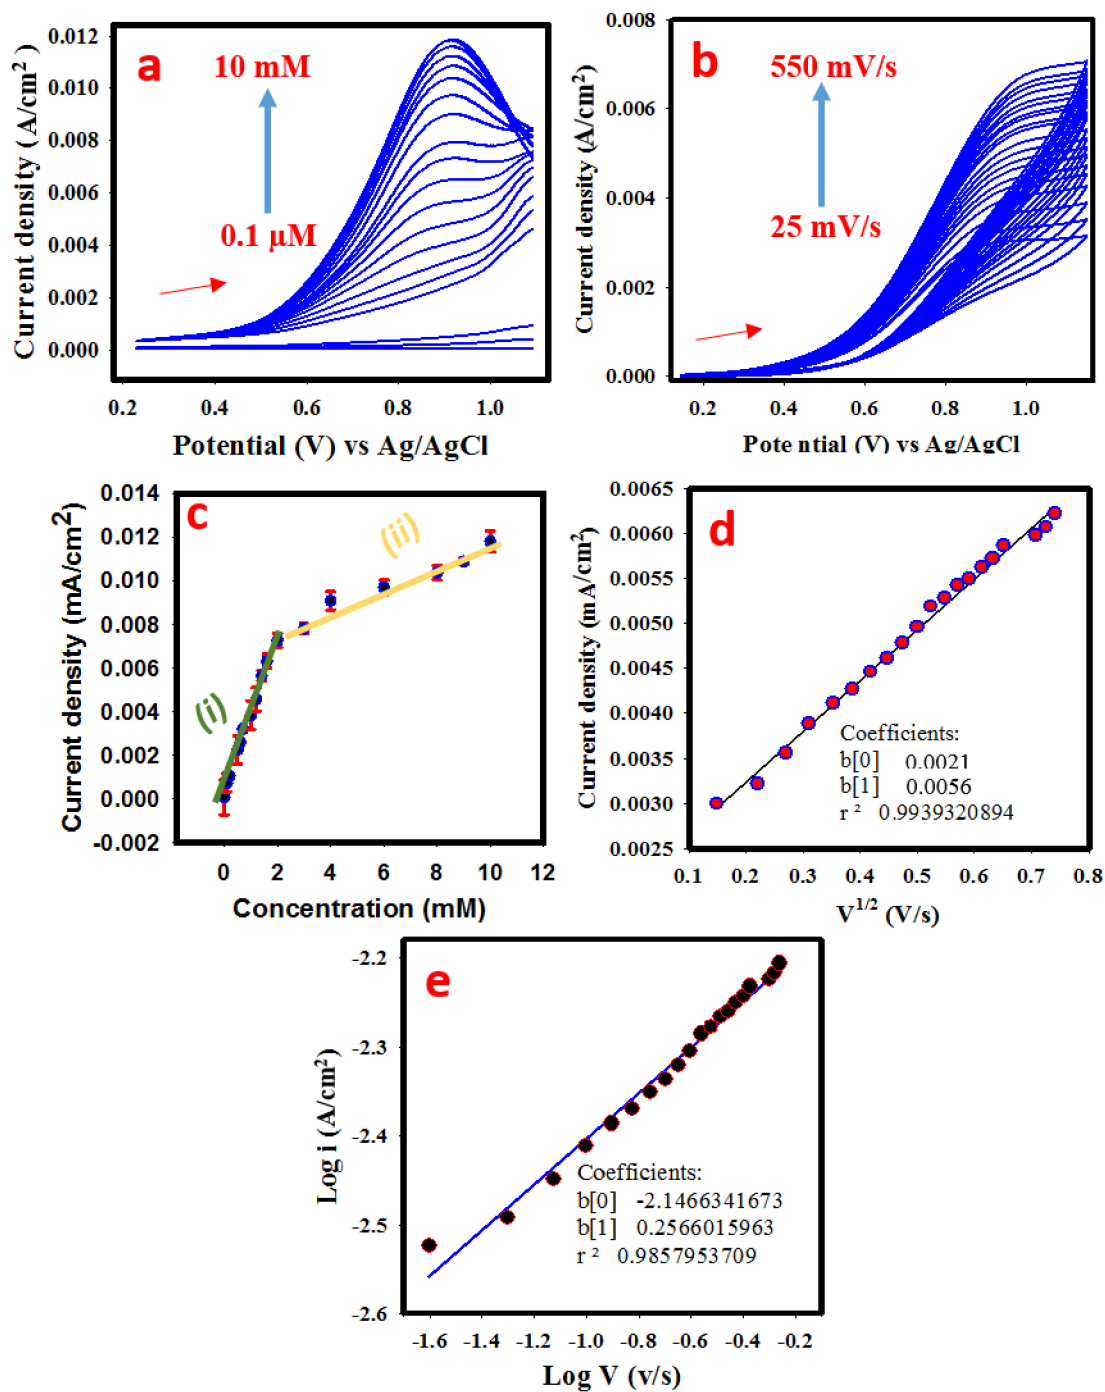 a
10 mM
0.1 µM
0.012
0.010
0.008
0.006
0.004
0.002
0.000
Current density ( A/cm²)
0.2 0.4 0.6 0.8 1.0
Potential (V) vs Ag/AgCl
b
550 mV/s
25 mV/s
0.008
0.006
0.004
0.002
0.000
Current density (A/cm²)
0.2 0.4 0.6 0.8 1.0
Potential (V) vs Ag/AgCl
c
(i)
(ii)
0.014
0.012
0.010
0.008
0.006
0.004
0.002
0.000
-0.002
Current density (mA/cm²)
0 2 4 6 8 10 12
Concentration (mM)
d
0.0065
0.0060
0.0055
0.0050
0.0045
0.0040
0.0035
0.0030
0.0025
Current density (mA/cm²)
Coefficients:
b[0] 0.0021
b[1] 0.0056
r ² 0.9939320894
0.1 0.2 0.3 0.4 0.5 0.6 0.7 0.8
V^1/2 (V/s)
e
-2.2
-2.3
-2.4
-2.5
-2.6
Log i (A/cm²)
Coefficients:
b[0] -2.1466341673
b[1] 0.2566015963
r ² 0.9857953709
-1.6 -1.4 -1.2 -1.0 -0.8 -0.6 -0.4 -0.2
Log V (v/s)